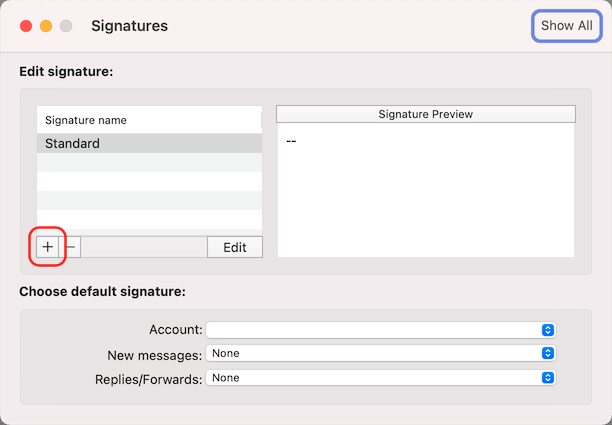 Signatures
Show All
Edit signature:
Signature name
Signature Preview
Standard
--
+
−
Edit
Choose default signature:
Account:
New messages: None
Replies/Forwards: None